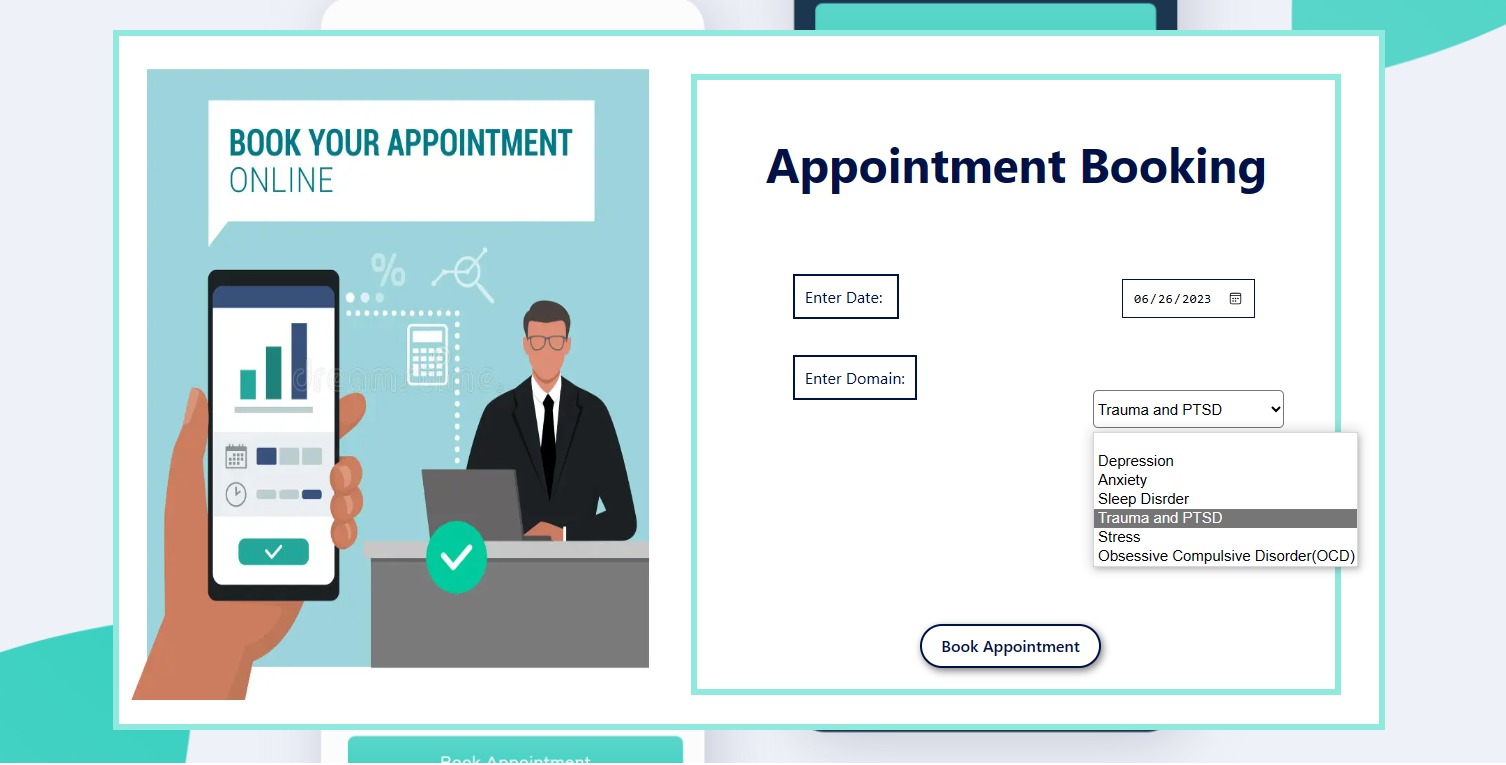 BOOK YOUR APPOINTMENT
ONLINE
%
Appointment Booking
Enter Date:
06/26/2023
Enter Domain:
Trauma and PTSD
Depression
Anxiety
Sleep Disrder
Trauma and PTSD
Stress
Obsessive Compulsive Disorder(OCD)
Book Appointment
Book Appointment